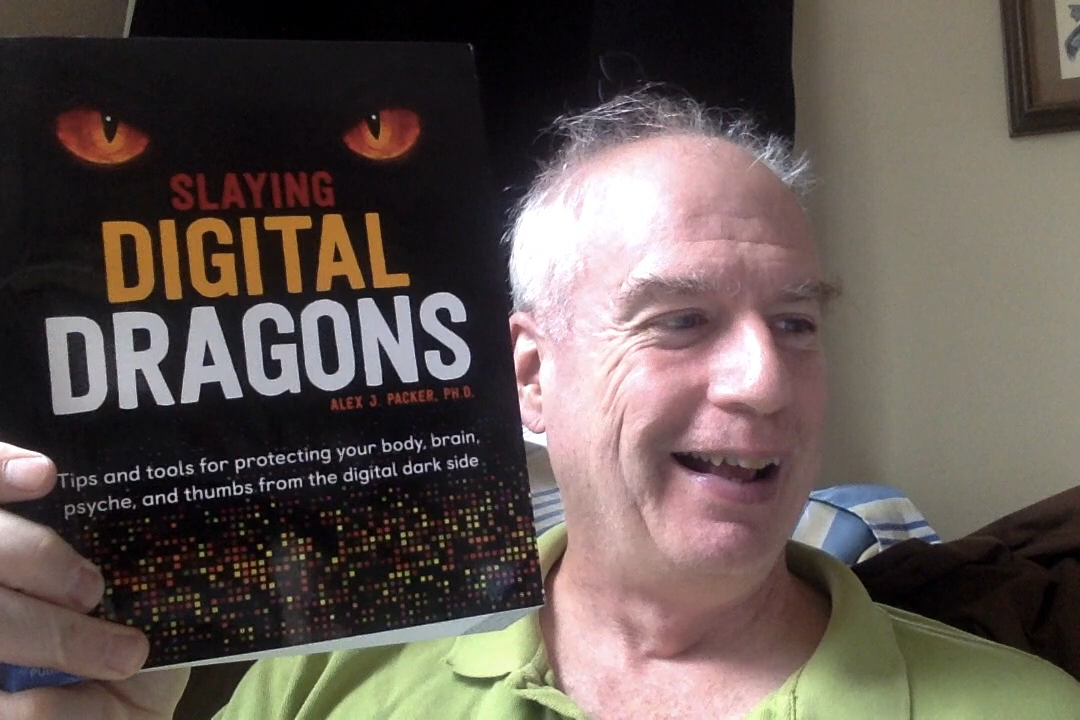 SLAYING
DIGITAL
DRAGONS
ALEX J. PACKER, PH.D.
Tips and tools for protecting your body, brain,
psyche, and thumbs from the digital dark side